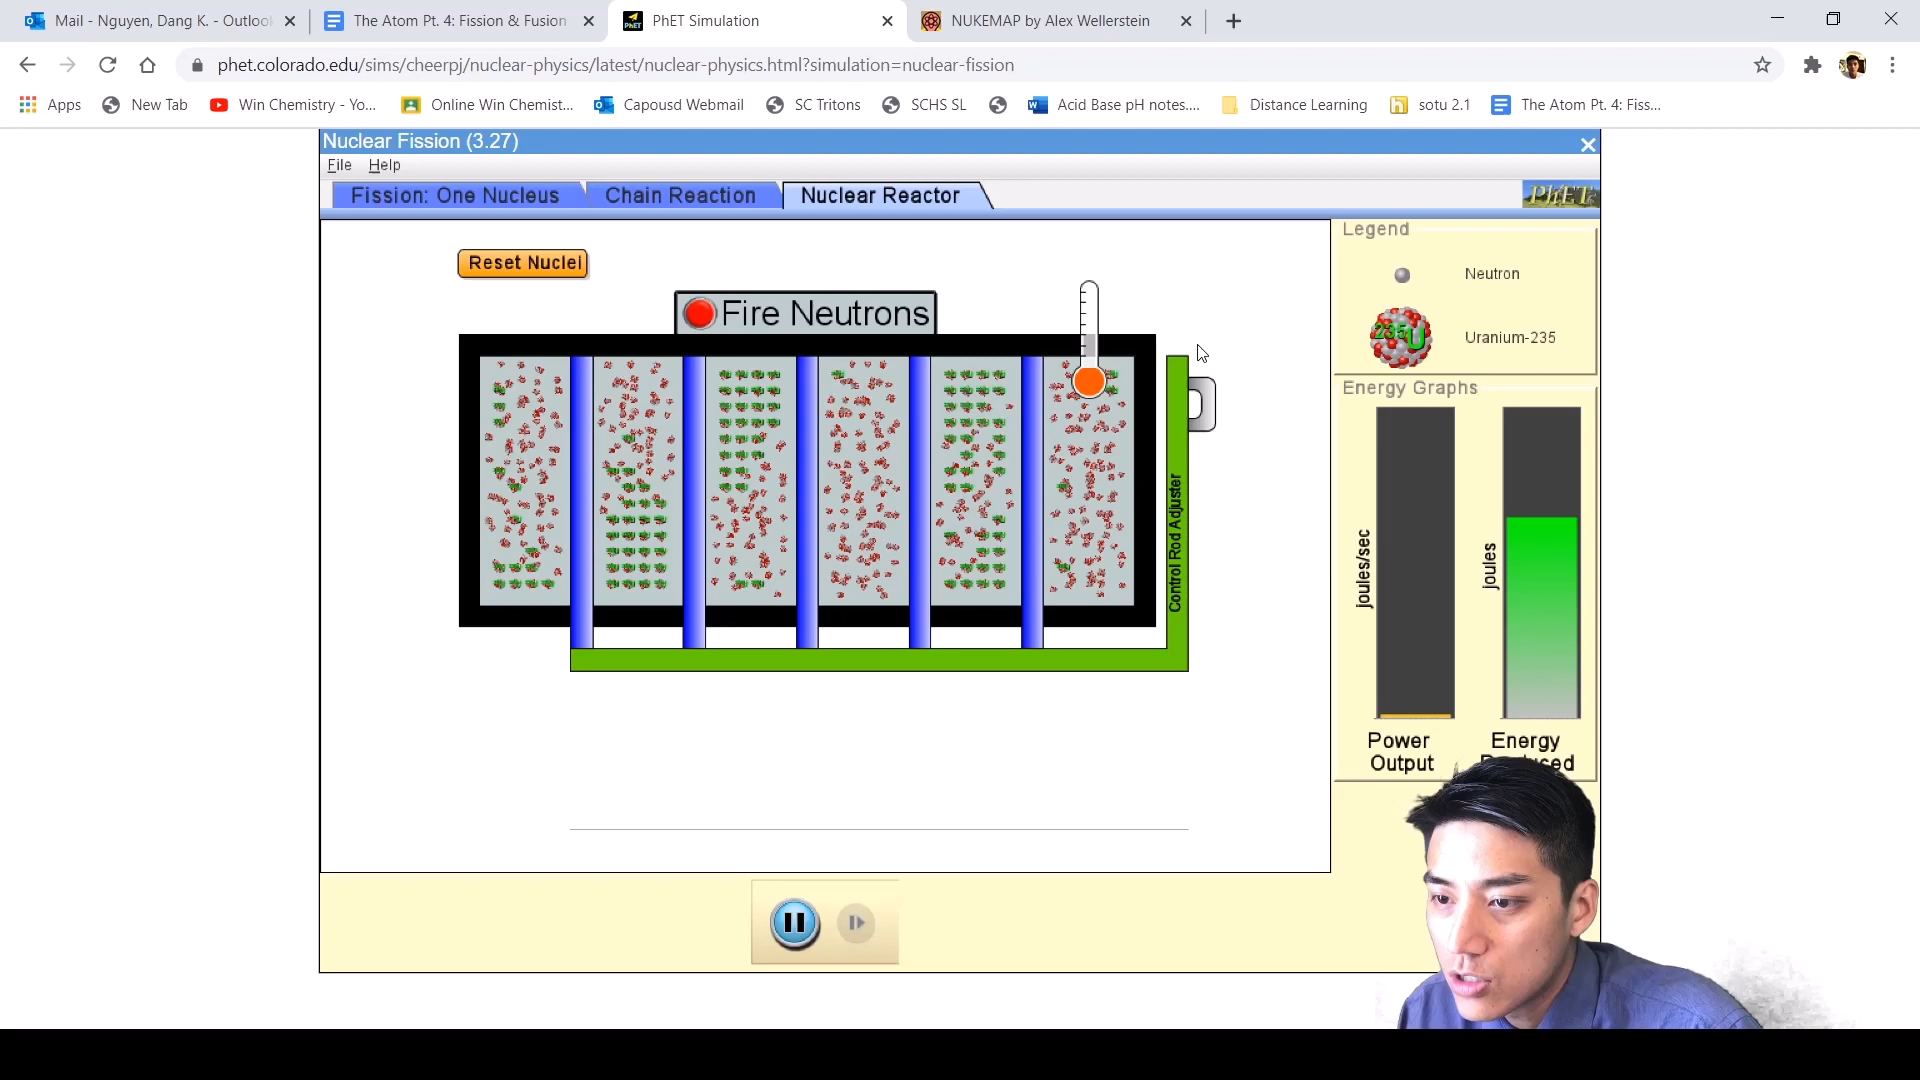 Mail - Nguyen, Dang K. - Outloo
The Atom Pt. 4: Fission & Fusion
PhET Simulation
NUKEMAP by Alex Wellerstein
phet.colorado.edu/sims/cheerpj/nuclear-physics/latest/nuclear-physics.html?simulation=nuclear-fission
Apps
New Tab
Win Chemistry - Yo...
Online Win Chemist...
Capousd Webmail
SC Tritons
SCHS SL
Acid Base pH notes....
Distance Learning
sotu 2.1
The Atom Pt. 4: Fiss...
Nuclear Fission (3.27)
File Help
Fission: One Nucleus
Chain Reaction
Nuclear Reactor
PhET
Reset Nuclei
Fire Neutrons
Control Rod Adjuster
Legend
Neutron
235U
Uranium-235
Energy Graphs
joules/sec
joules
Power
Output
Energy